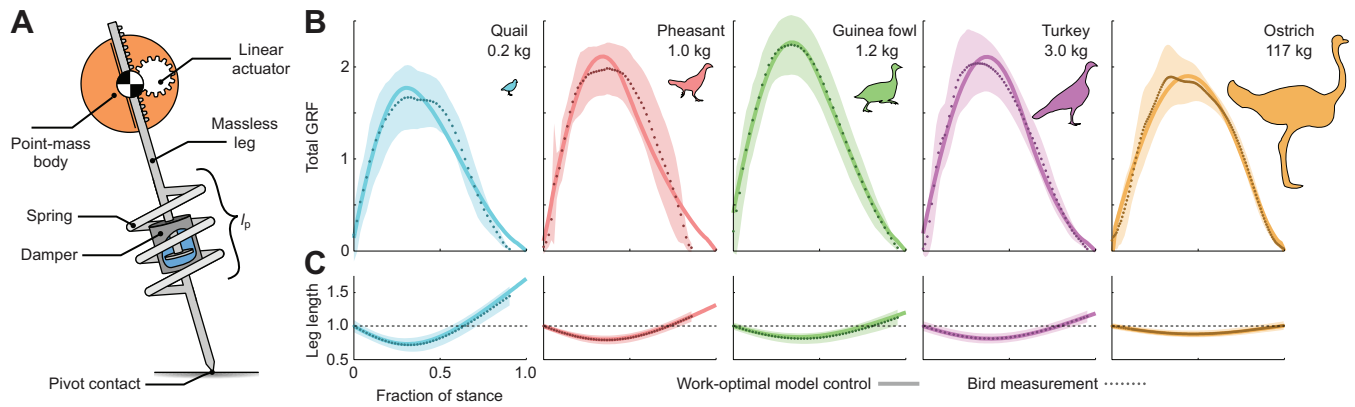 A
Linear
actuator
Point-mass
body
Massless
leg
Spring
Damper
lp
Pivot contact
B
Total GRF
2
1
0
Quail
0.2 kg
Pheasant
1.0 kg
Guinea fowl
1.2 kg
Turkey
3.0 kg
Ostrich
117 kg
C
Leg length
1.5
1.0
0.5
0
0.5
1.0
Fraction of stance
Work-optimal model control
Bird measurement